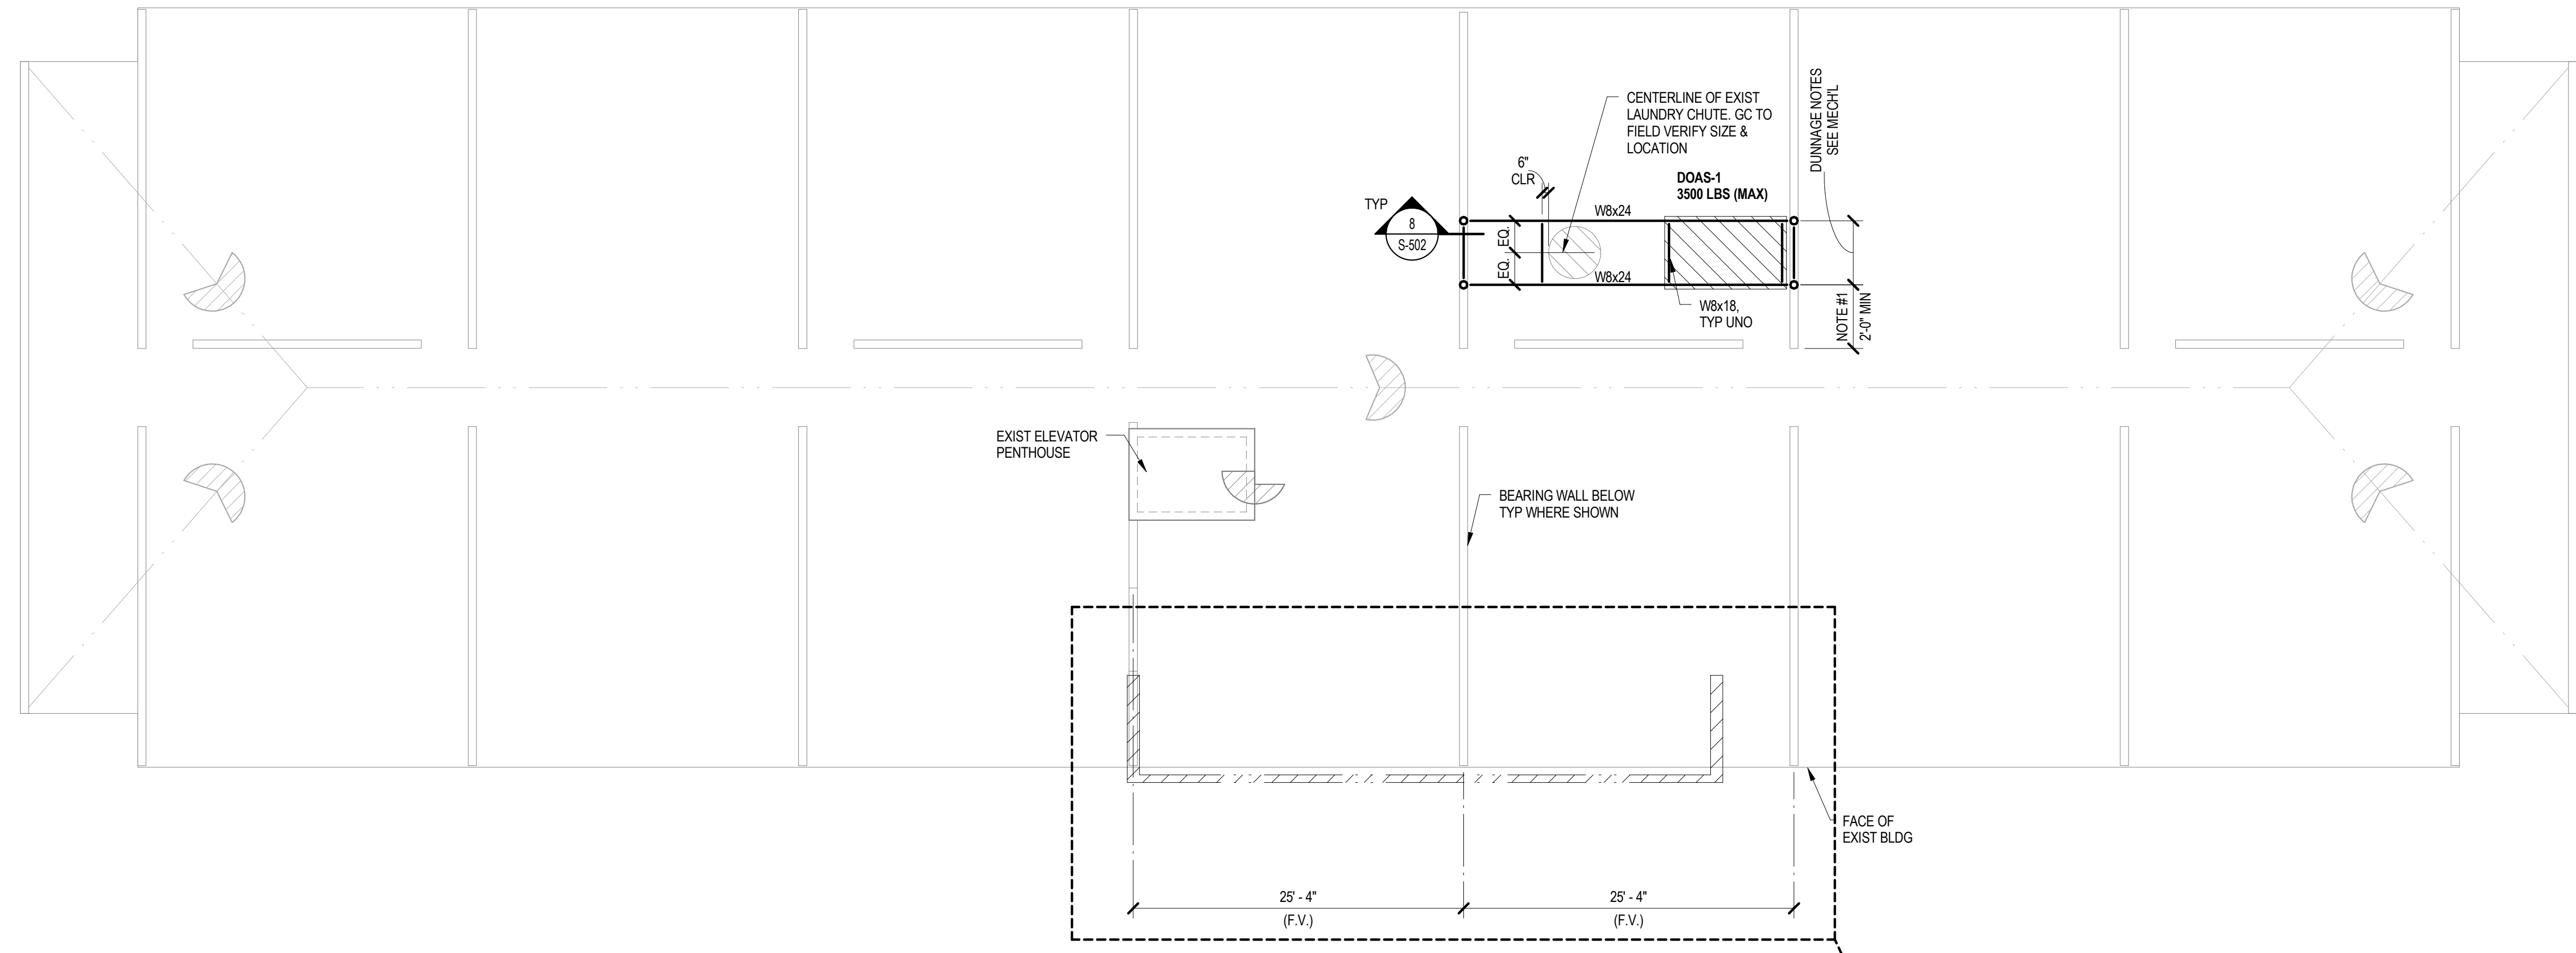 CENTERLINE OF EXIST
LAUNDRY CHUTE. GC TO
FIELD VERIFY SIZE &
LOCATION
DUNNAGE NOTES
SEE MECH'L
6"
CLR
DOAS-1
3500 LBS (MAX)
TYP
8
S-502
W8x24
EQ.
EQ.
W8x24
W8x18,
TYP UNO
NOTE #1
2'-0" MIN
EXIST ELEVATOR
PENTHOUSE
BEARING WALL BELOW
TYP WHERE SHOWN
FACE OF
EXIST BLDG
25' - 4"
(F.V.)
25' - 4"
(F.V.)